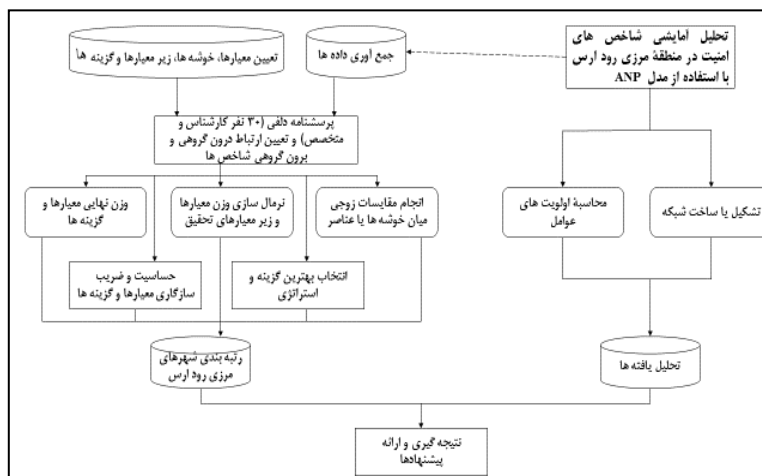 تحلیل آمایشی شاخص های
امنیت در منطقهٔ مرزی رود ارس
با استفاده از مدل ANP
جمع آوری داده ها
تعیین معیارها، خوشه ها، زیر معیارها و گزینه ها
پرسشنامه دلفی (۳۰ نفر کارشناس و
متخصص) و تعیین ارتباط درون گروهی و
برون گروهی شاخص ها
تشکیل یا ساخت شبکه
محاسبهٔ اولویت های
عوامل
انجام مقایسات زوجی
میان خوشه ها یا عناصر
نرمال سازی وزن معیارها
و زیر معیارهای تحقیق
وزن نهایی معیارها و
گزینه ها
انتخاب بهترین گزینه و
استراتژی
حساسیت و ضریب
سازگاری معیارها و گزینه ها
تحلیل یافته ها
رتبه بندی شهرهای
مرزی رود ارس
نتیجه گیری و ارائه
پیشنهادها